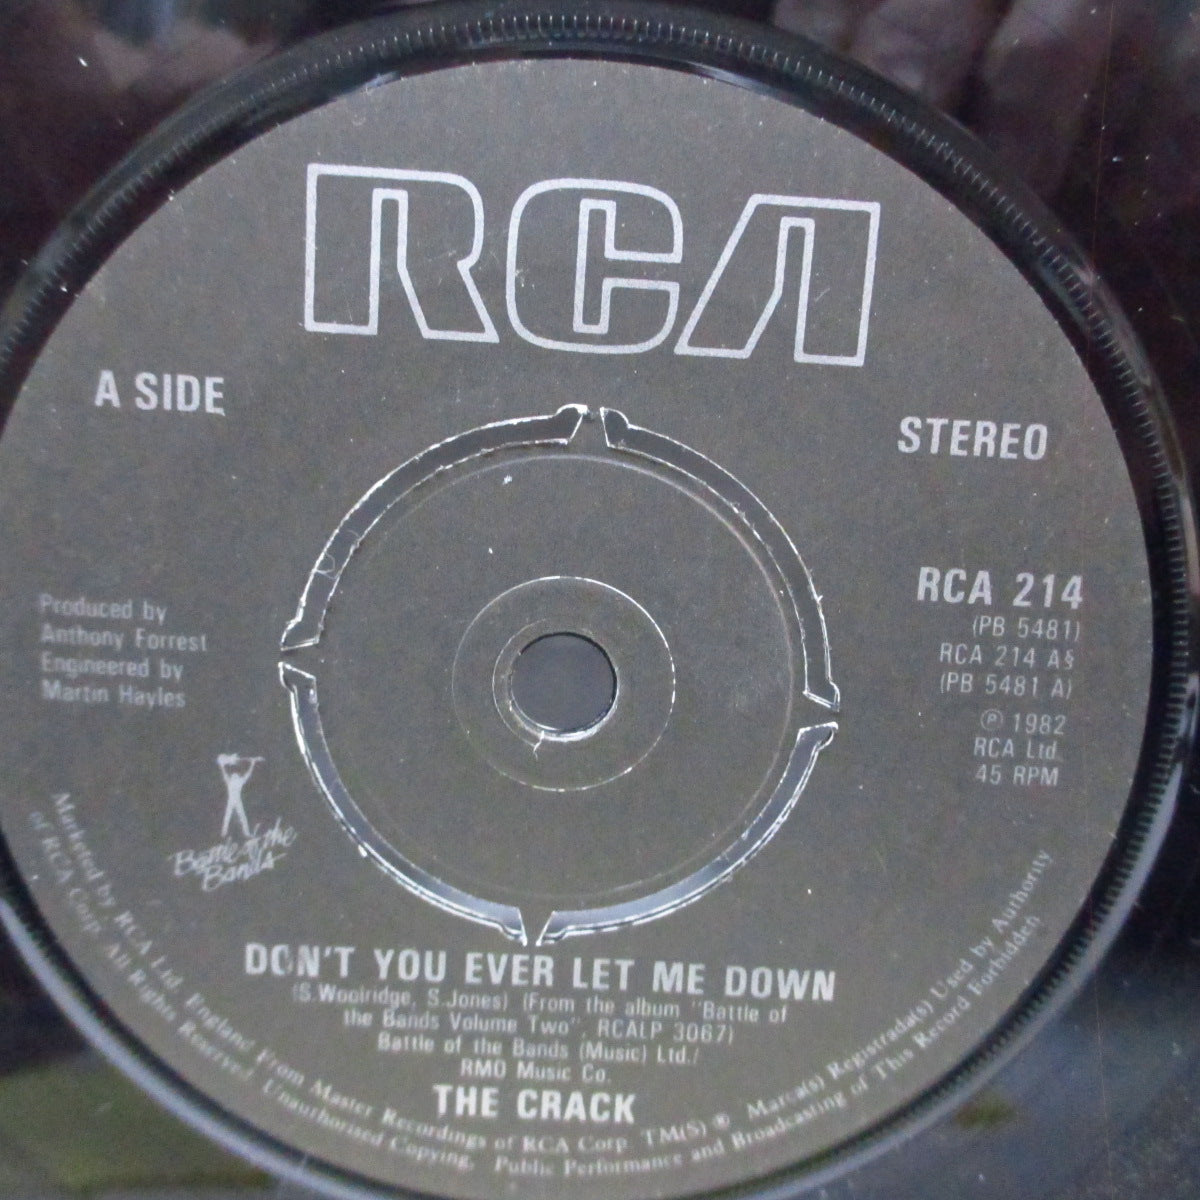 RCA
A SIDE
STEREO
RCA 214
(PB 5481)
RCA 214 A§
(PB 5481 A)
℗ 1982
RCA Ltd.
45 RPM
Produced by
Anthony Forrest
Engineered by
Martin Hayles
Battle of the
Bands
DON'T YOU EVER LET ME DOWN
(S.Woolridge, S.Jones) (From the album "Battle of
the Bands Volume Two", RCALP 3067)
Battle of the Bands (Music) Ltd./
RMO Music Co.
THE CRACK
Marketed by RCA Ltd. England From Master Recordings of RCA Corp. TM(S) ® Marca(s) Registrada(s) Used by Authority
of RCA Corp. All Rights Reserved. Unauthorised Copying, Public Performance and Broadcasting of This Record Forbidden